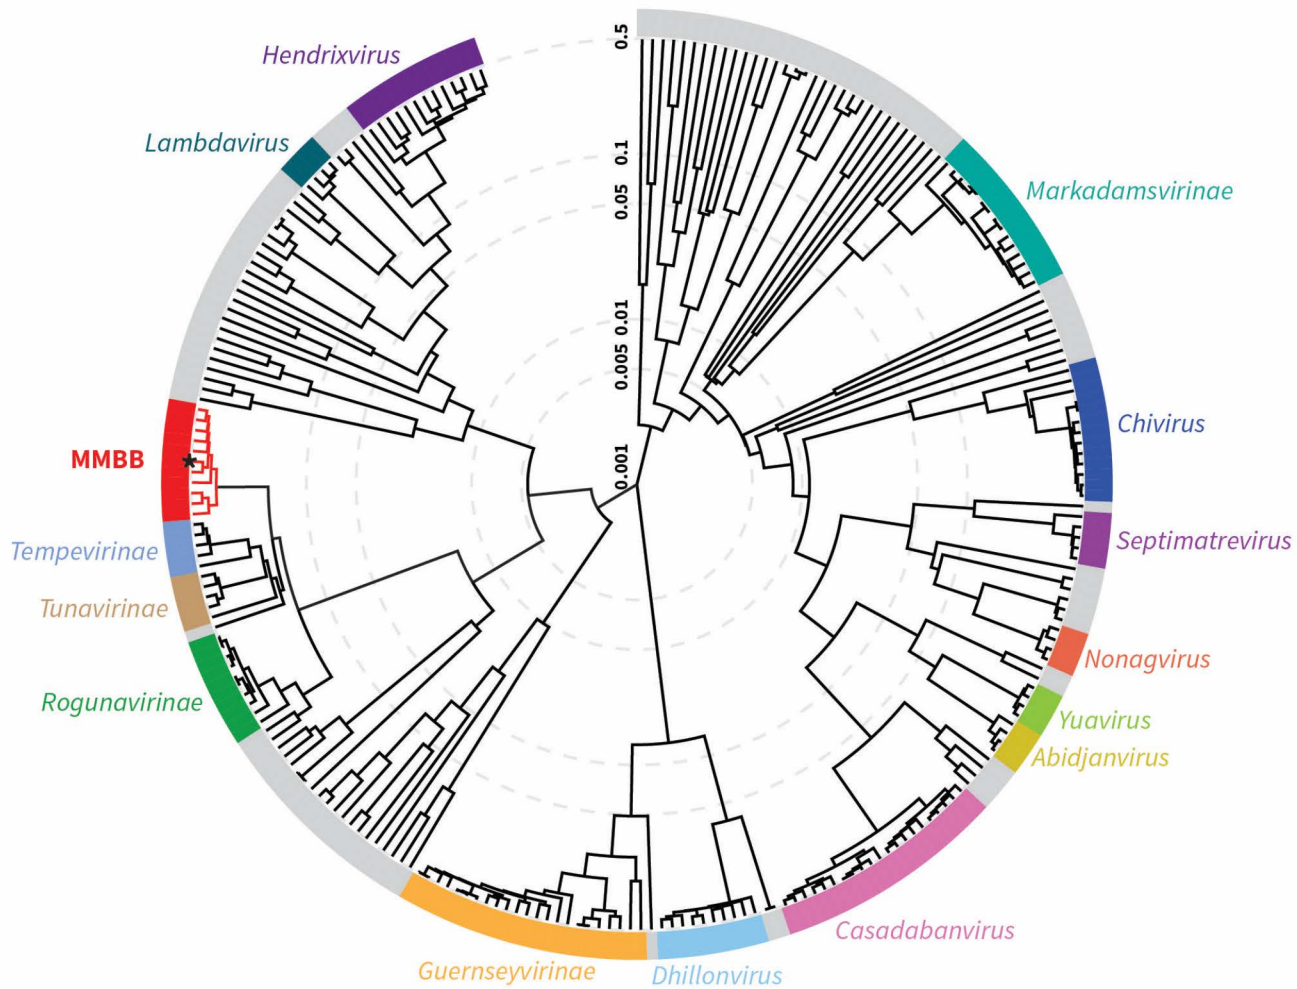 Hendrixvirus
Lambdavirus
Markadamsvirinae
Chivirus
Septimatrevirus
Nonagvirus
Yuavirus
Abidjanvirus
Casadabanvirus
Dhillonvirus
Guernseyvirinae
Rogunavirinae
Tunavirinae
Tempevirinae
MMBB
*
0.5
0.1
0.05
0.01
0.005
0.001